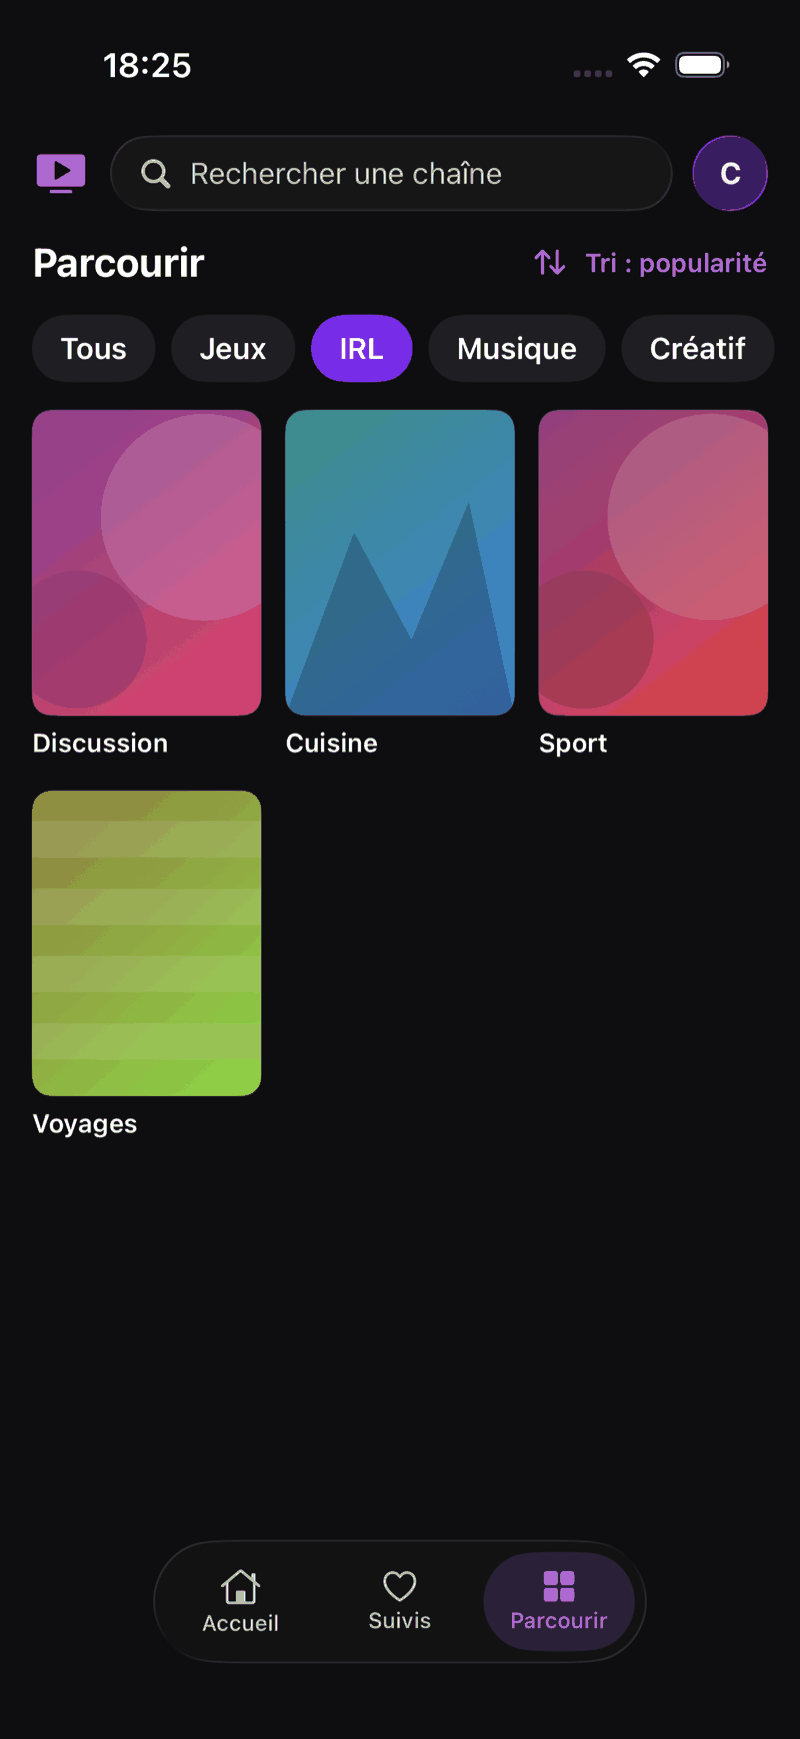 18:25
Rechercher une chaîne
C
Parcourir
Tri : popularité
Tous
Jeux
IRL
Musique
Créatif
Discussion
Cuisine
Sport
Voyages
Accueil
Suivis
Parcourir